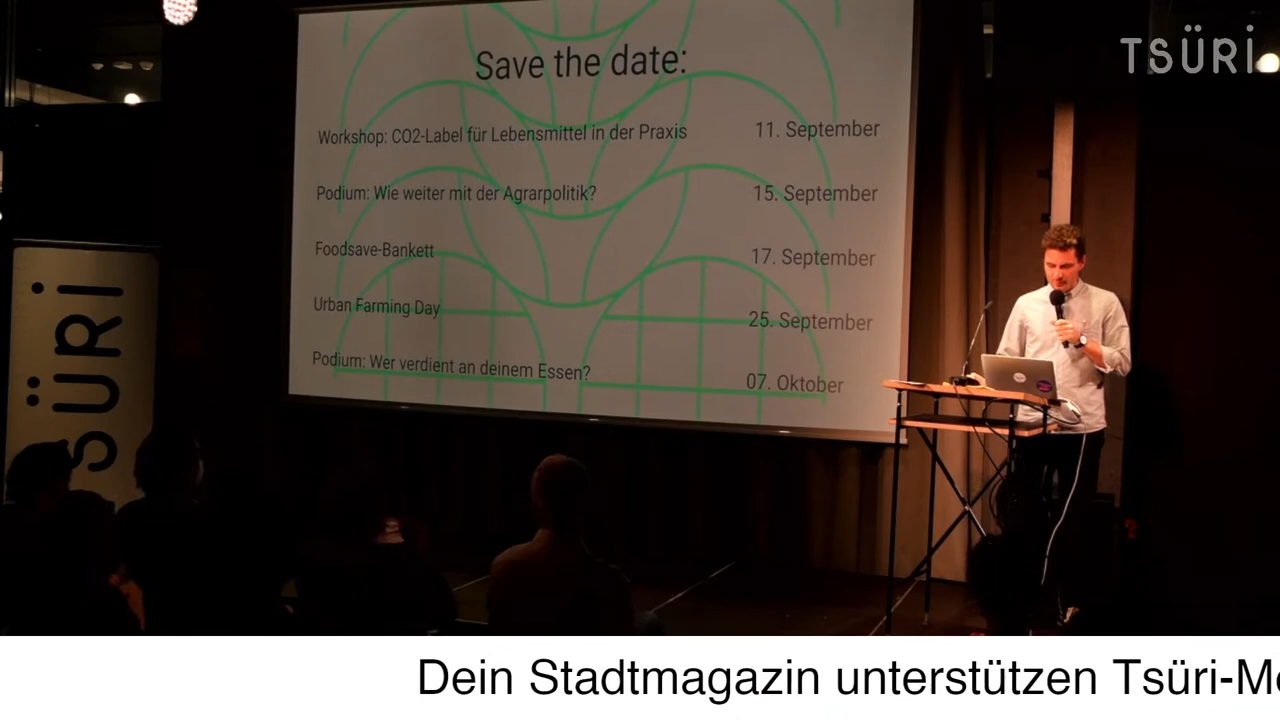 TSÜRI
Save the date:
Workshop: CO2-Label für Lebensmittel in der Praxis 11. September
Podium: Wie weiter mit der Agrarpolitik? 15. September
Foodsave-Bankett 17. September
Urban Farming Day 25. September
Podium: Wer verdient an deinem Essen? 07. Oktober
SÜRI
Dein Stadtmagazin unterstützen Tsüri-M